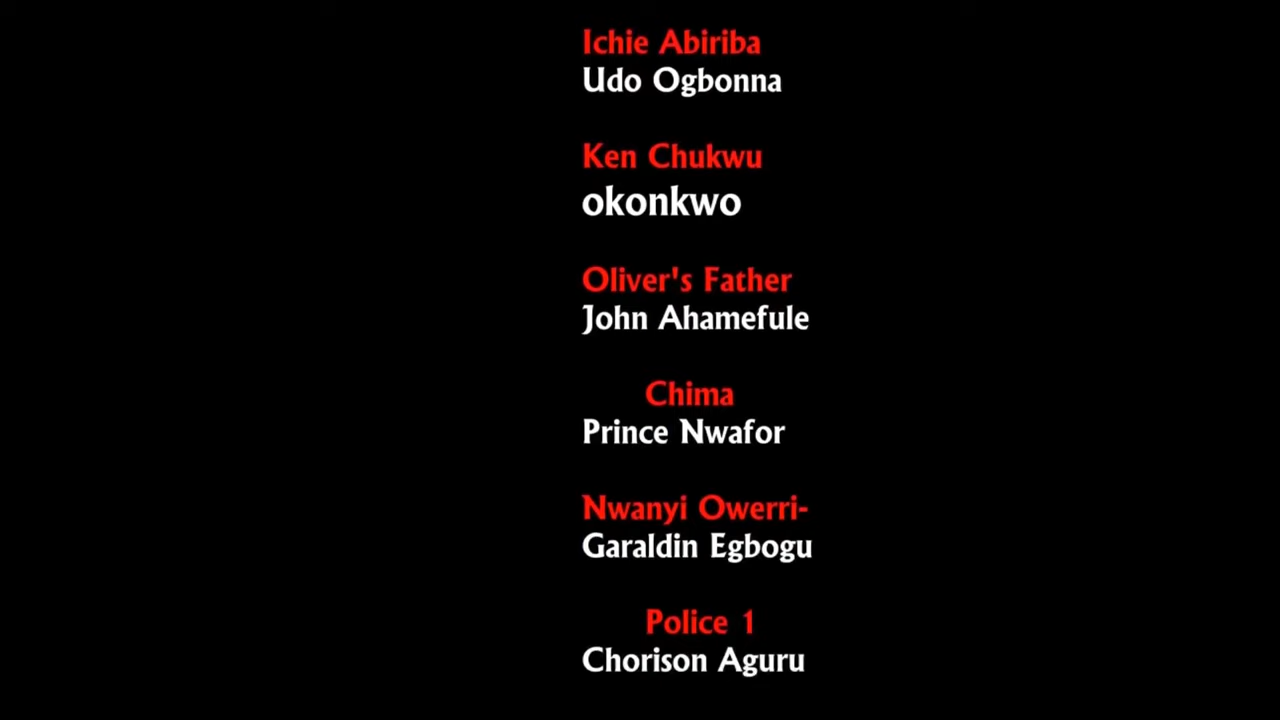 Ichie Abiriba
Udo Ogbonna
Ken Chukwu
okonkwo
Oliver's Father
John Ahamefule
Chima
Prince Nwafor
Nwanyi Owerri-
Garaldin Egbogu
Police 1
Chorison Aguru